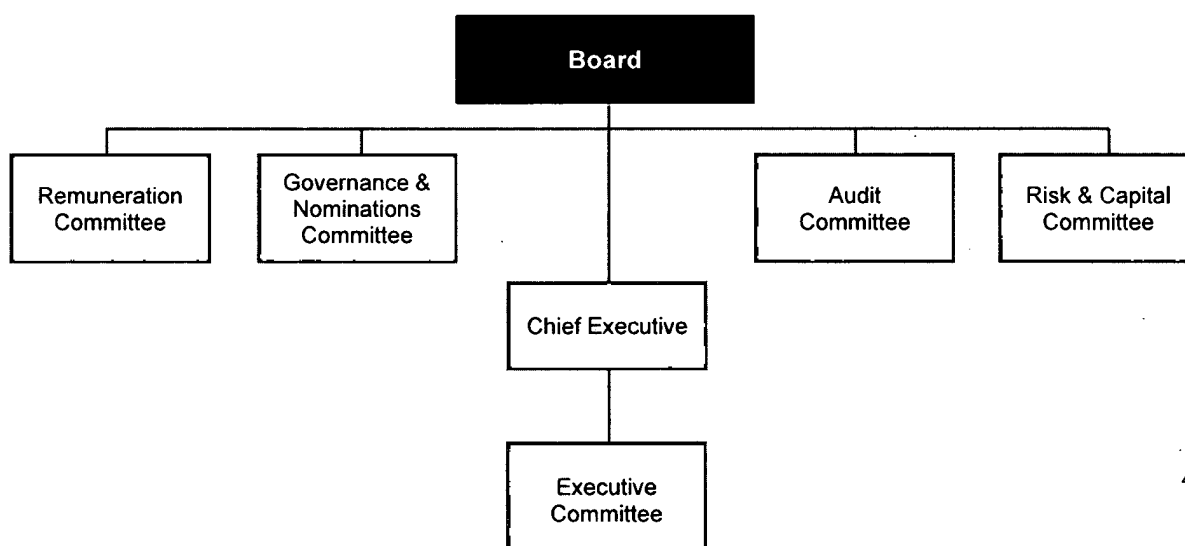 Board
Remuneration
Committee
Governance &
Nominations
Committee
Audit
Committee
Risk & Capital
Committee
Chief Executive
Executive
Committee